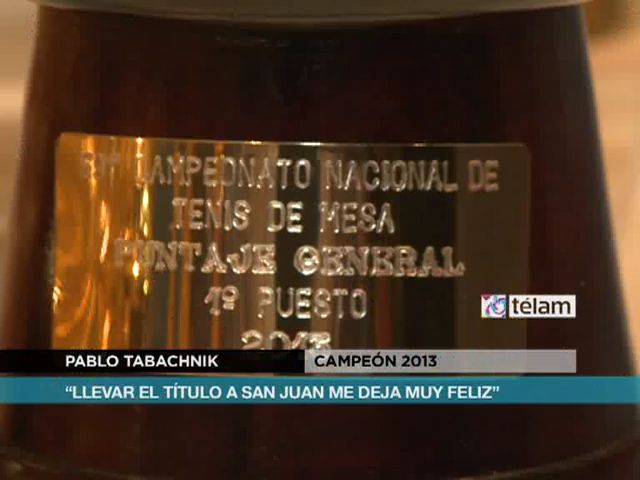 CAMPEONATO NACIONAL DE
TENIS DE MESA
PUNTAJE GENERAL
1º PUESTO
2013
télam
PABLO TABACHNIK
CAMPEÓN 2013
“LLEVAR EL TÍTULO A SAN JUAN ME DEJA MUY FELIZ”